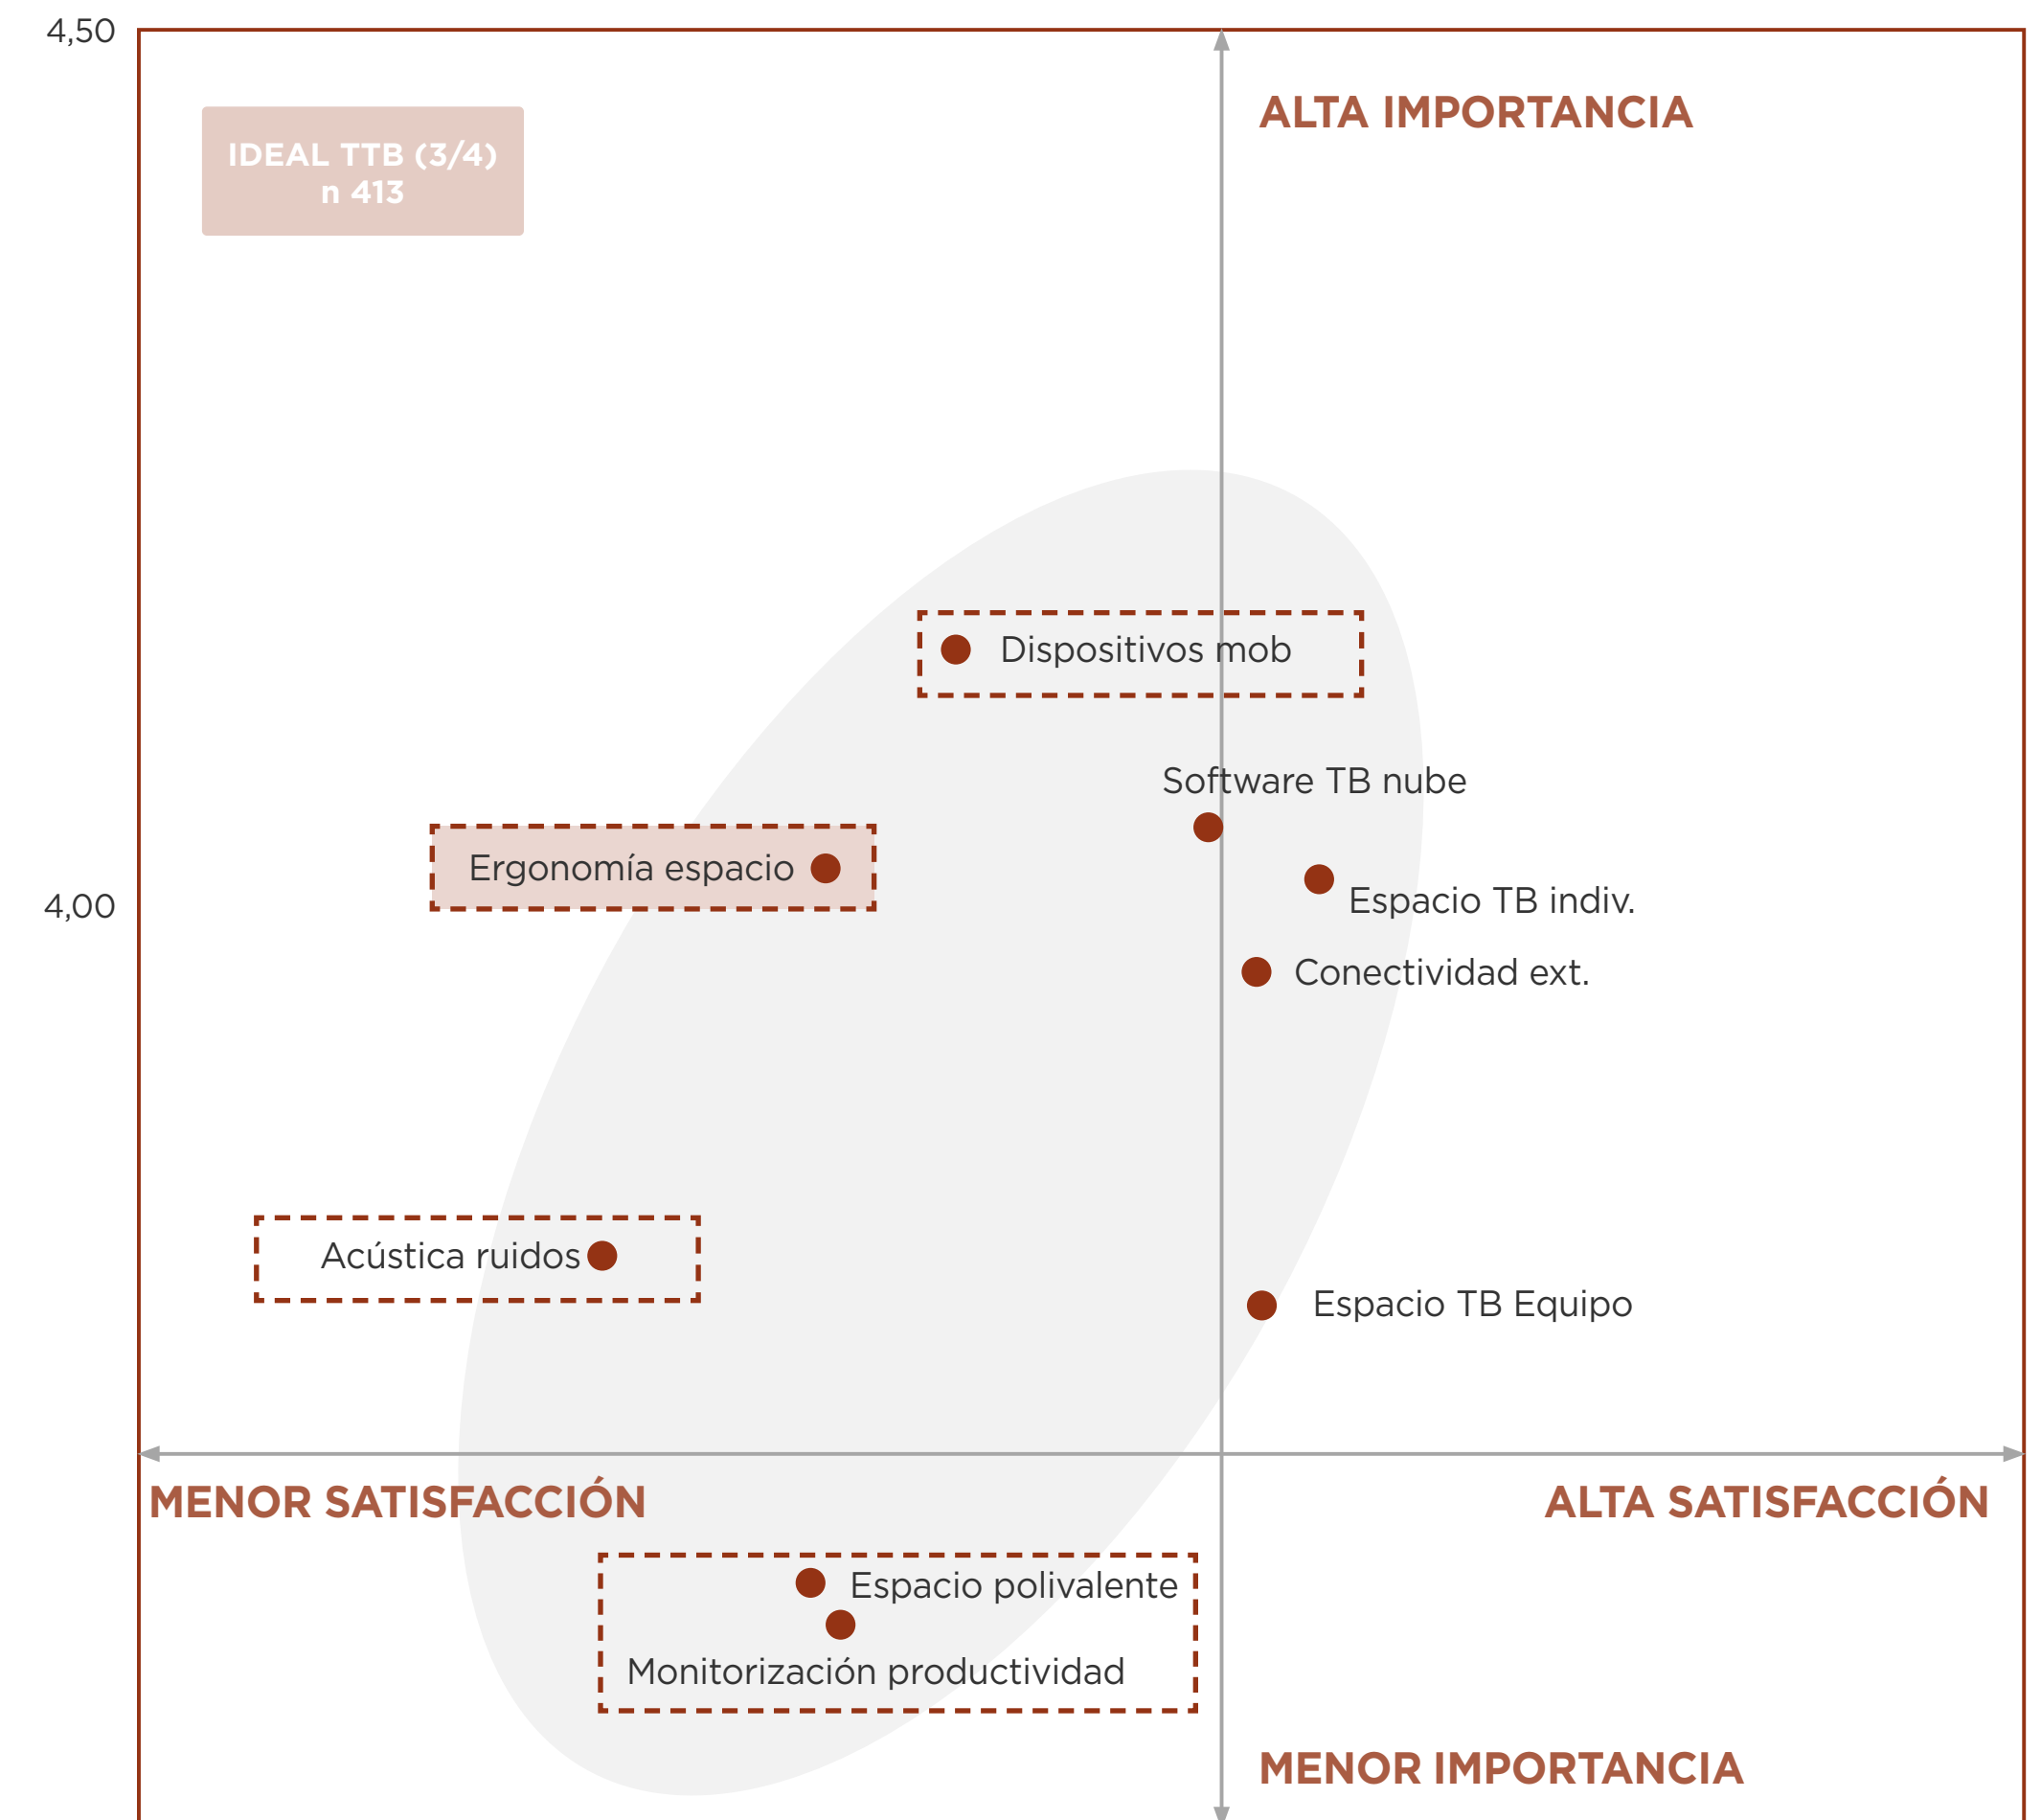 4,50
ALTA IMPORTANCIA
IDEAL TTB (3/4)
n 413
Dispositivos mob
Software TB nube
Ergonomía espacio
Espacio TB indiv.
4,00
Conectividad ext.
Acústica ruidos
Espacio TB Equipo
MENOR SATISFACCIÓN
ALTA SATISFACCIÓN
Espacio polivalente
Monitorización productividad
MENOR IMPORTANCIA